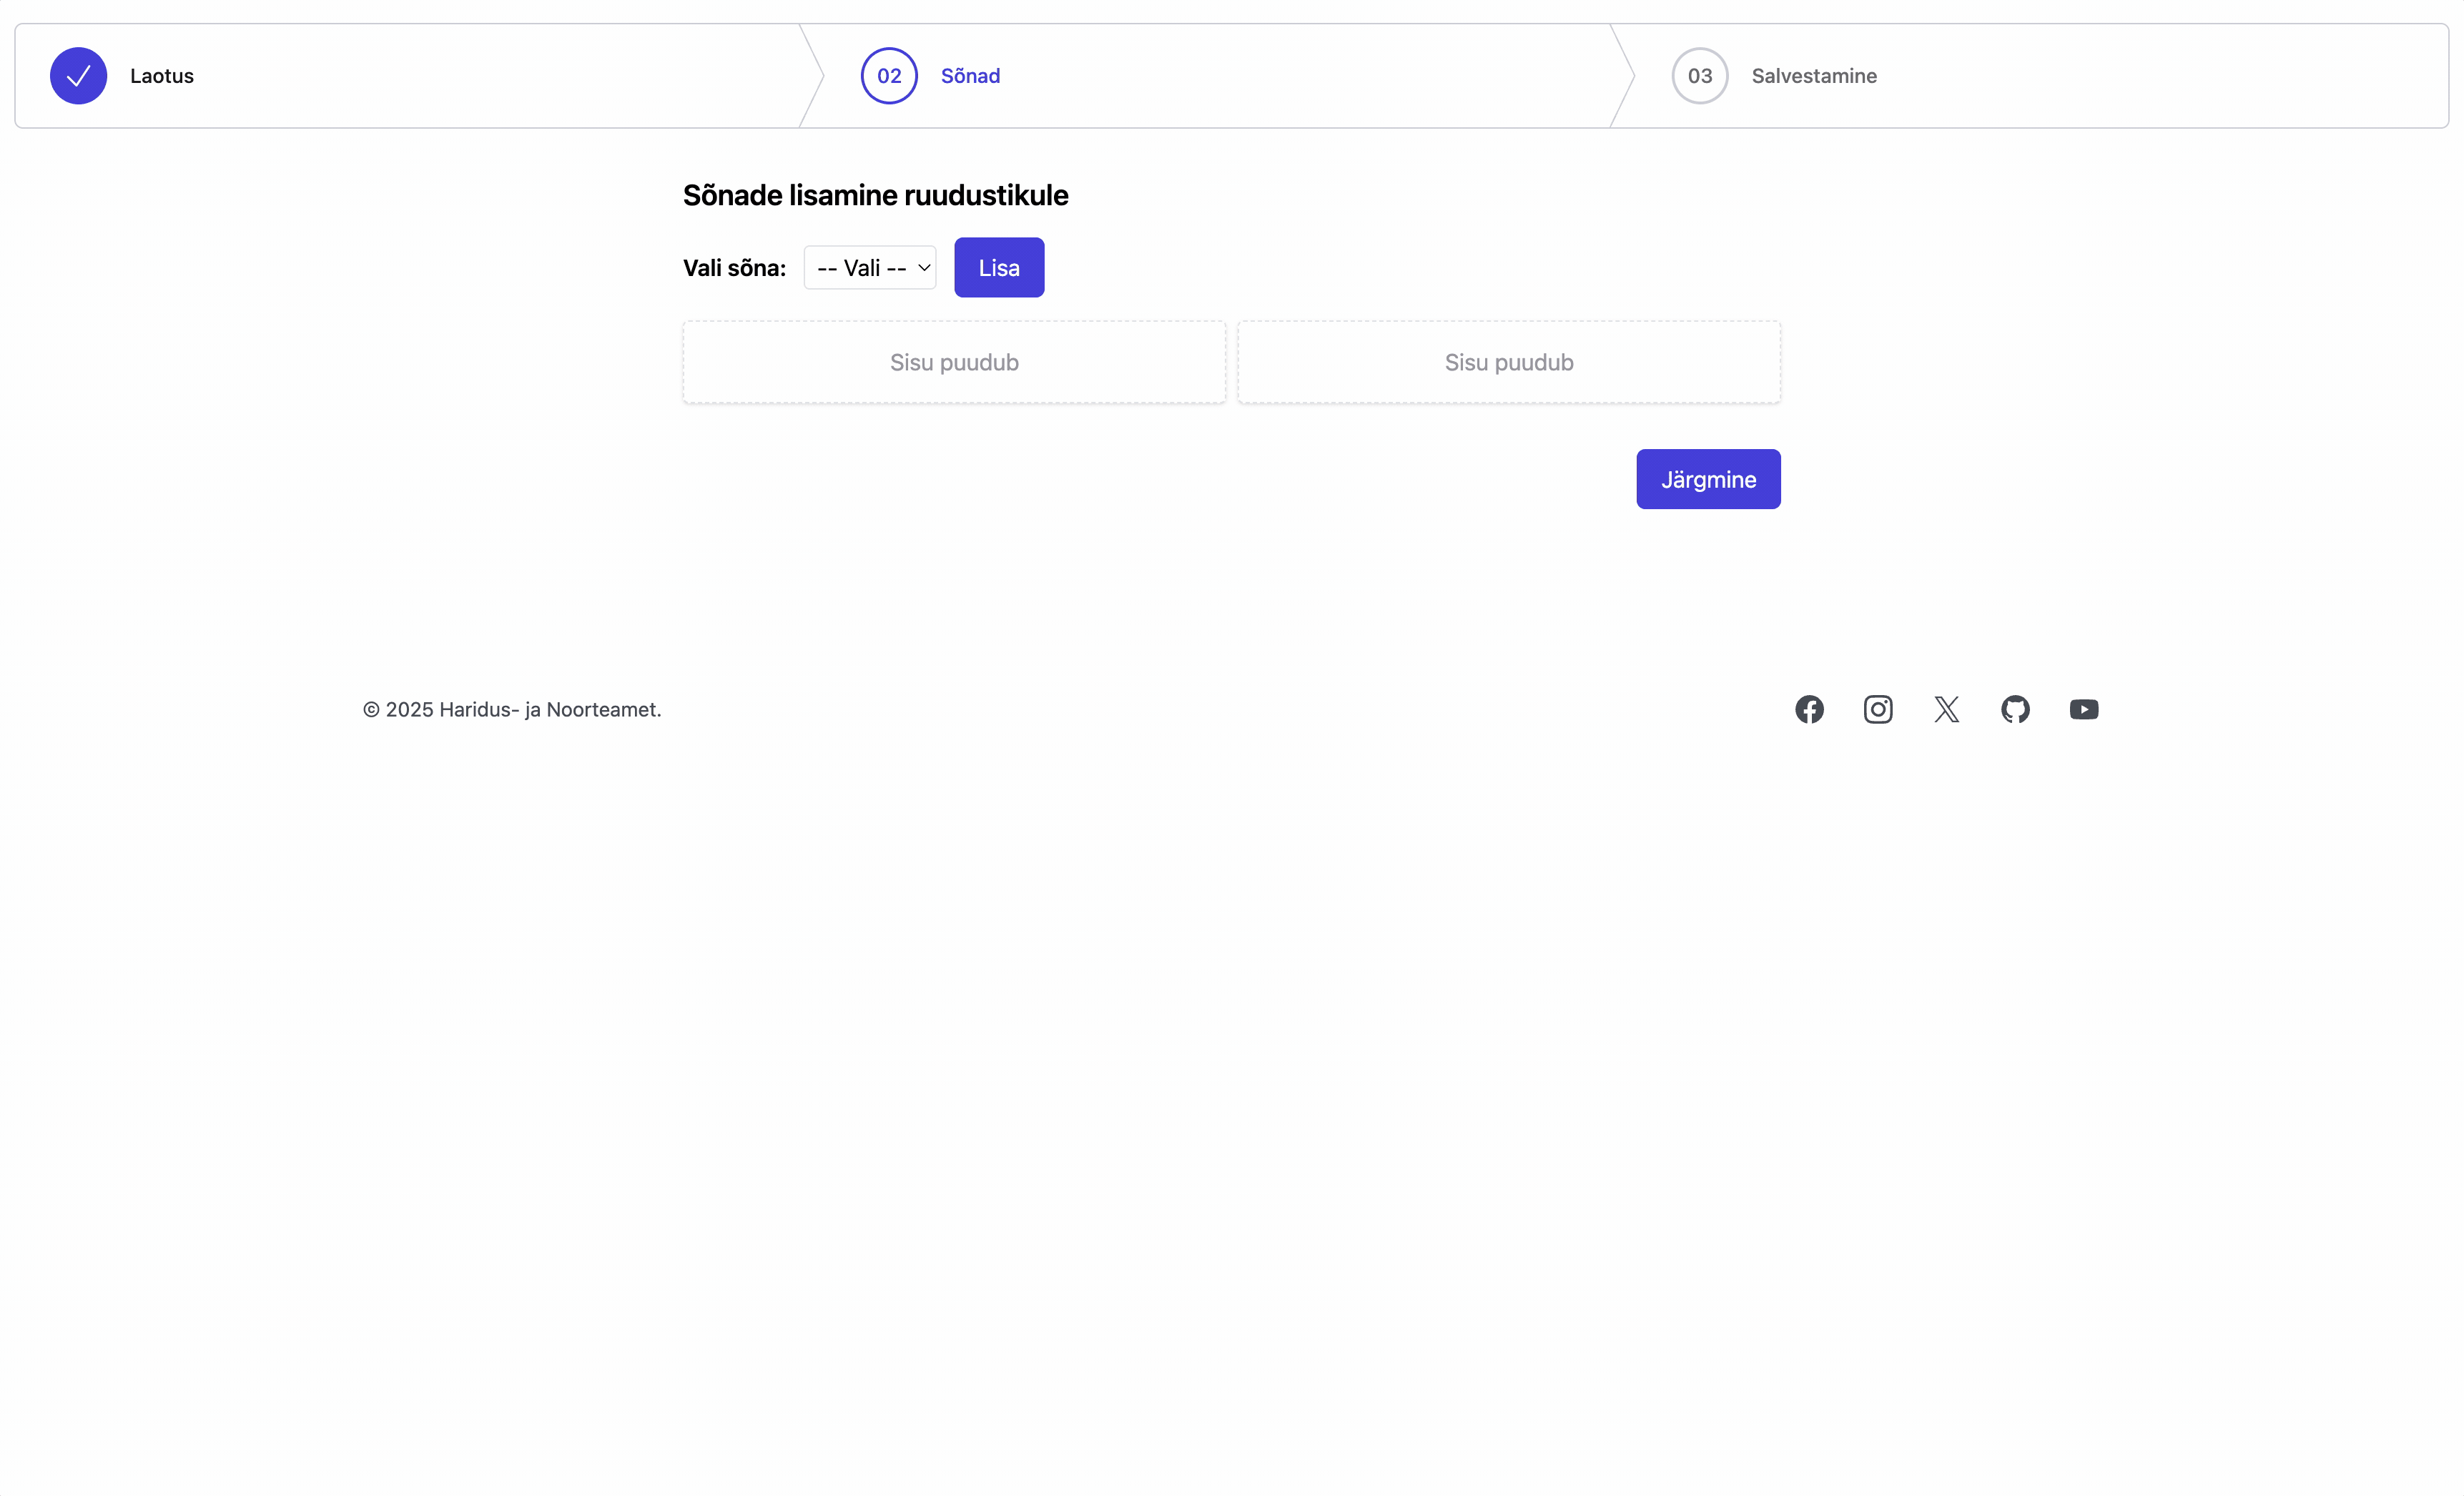 Laotus
02 Sõnad
03 Salvestamine
Sõnade lisamine ruudustikule
Vali sõna: -- Vali -- Lisa
Sisu puudub Sisu puudub
Järgmine
© 2025 Haridus- ja Noorteamet.